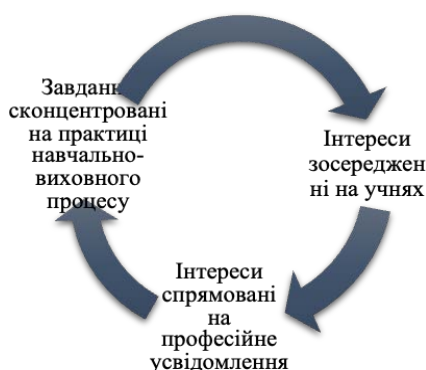 Завдання
сконцентровані
на практиці
навчально-
виховного
процесу
Інтереси
зосереджен
ні на учнях
Інтереси
спрямовані
на
професійне
усвідомлення